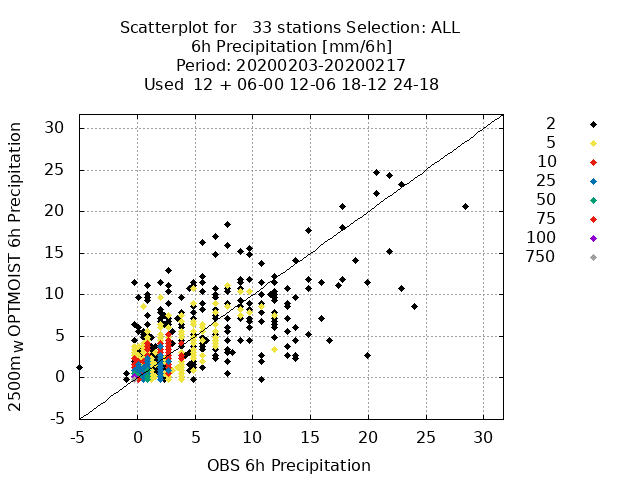 Scatterplot for   33 stations Selection: ALL
6h Precipitation [mm/6h]
Period: 20200203-20200217
Used  12 + 06-00 12-06 18-12 24-18
2500m_W_OPTMOIST 6h Precipitation
30
25
20
15
10
5
0
-5
-5 0 5 10 15 20 25 30
OBS 6h Precipitation
2
5
10
25
50
75
100
750